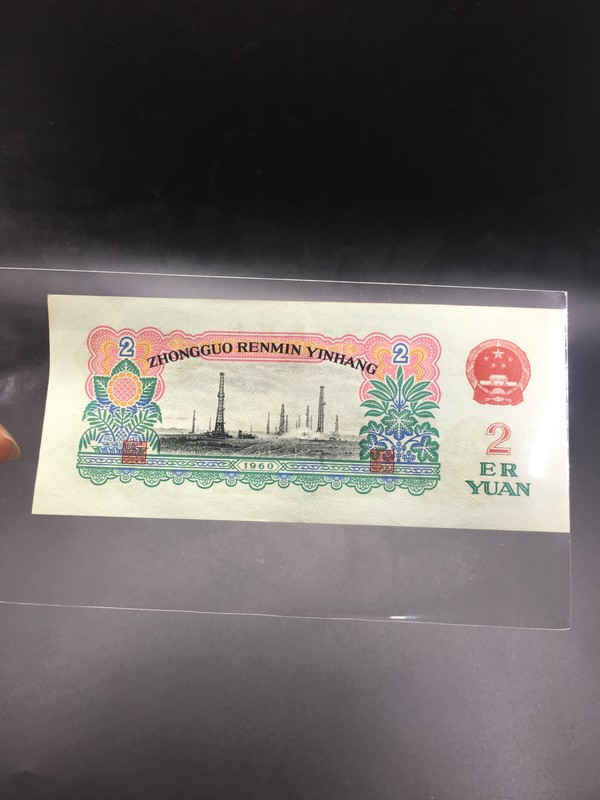 2
2
ZHONGGUO RENMIN YINHANG
1960
2
ER
YUAN